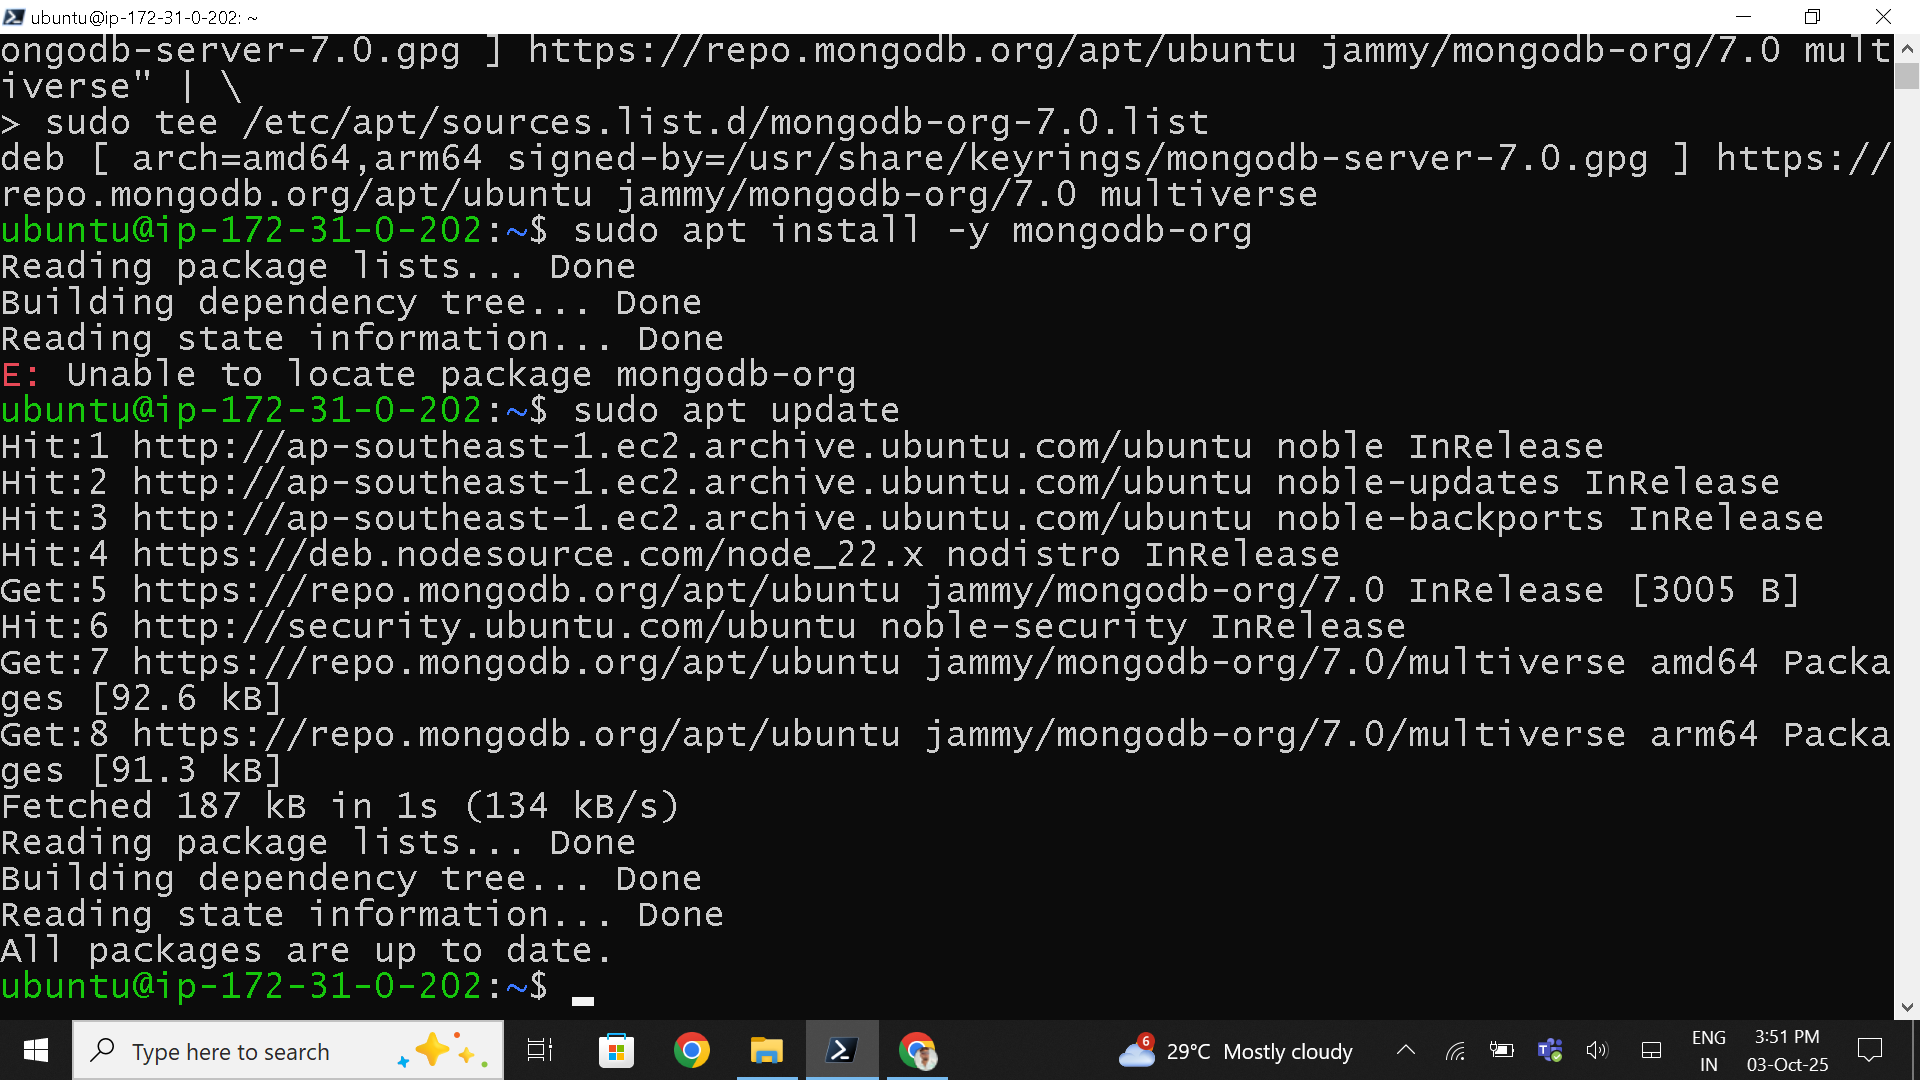 ubuntu@ip-172-31-0-202: ~
ongodb-server-7.0.gpg ] https://repo.mongodb.org/apt/ubuntu jammy/mongodb-org/7.0 mult
iverse" | \
> sudo tee /etc/apt/sources.list.d/mongodb-org-7.0.list
deb [ arch=amd64,arm64 signed-by=/usr/share/keyrings/mongodb-server-7.0.gpg ] https://
repo.mongodb.org/apt/ubuntu jammy/mongodb-org/7.0 multiverse
ubuntu@ip-172-31-0-202:~$ sudo apt install -y mongodb-org
Reading package lists... Done
Building dependency tree... Done
Reading state information... Done
E: Unable to locate package mongodb-org
ubuntu@ip-172-31-0-202:~$ sudo apt update
Hit:1 http://ap-southeast-1.ec2.archive.ubuntu.com/ubuntu noble InRelease
Hit:2 http://ap-southeast-1.ec2.archive.ubuntu.com/ubuntu noble-updates InRelease
Hit:3 http://ap-southeast-1.ec2.archive.ubuntu.com/ubuntu noble-backports InRelease
Hit:4 https://deb.nodesource.com/node_22.x nodistro InRelease
Get:5 https://repo.mongodb.org/apt/ubuntu jammy/mongodb-org/7.0 InRelease [3005 B]
Hit:6 http://security.ubuntu.com/ubuntu noble-security InRelease
Get:7 https://repo.mongodb.org/apt/ubuntu jammy/mongodb-org/7.0/multiverse amd64 Packa
ges [92.6 kB]
Get:8 https://repo.mongodb.org/apt/ubuntu jammy/mongodb-org/7.0/multiverse arm64 Packa
ges [91.3 kB]
Fetched 187 kB in 1s (134 kB/s)
Reading package lists... Done
Building dependency tree... Done
Reading state information... Done
All packages are up to date.
ubuntu@ip-172-31-0-202:~$
Type here to search
6
29°C Mostly cloudy
ENG
IN
3:51 PM
03-Oct-25